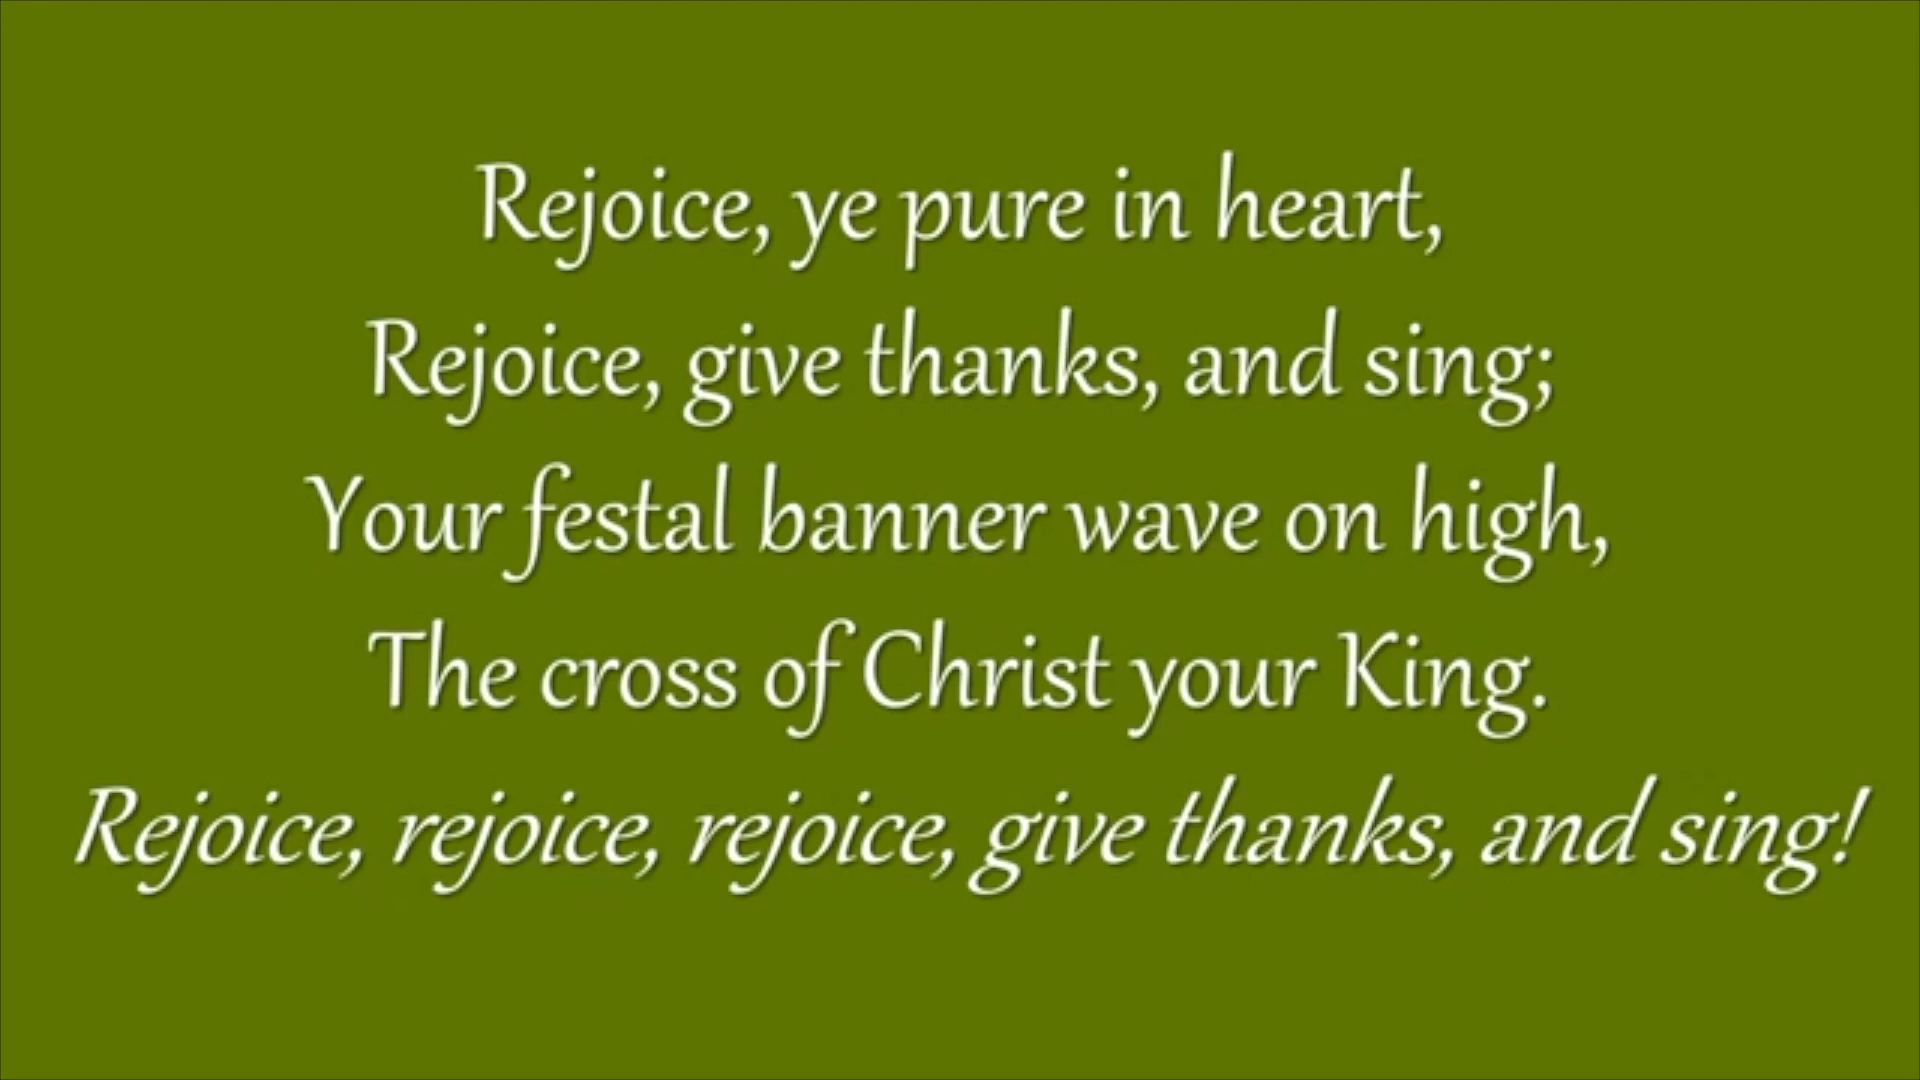 Rejoice, ye pure in heart,
Rejoice, give thanks, and sing;
Your festal banner wave on high,
The cross of Christ your King.
Rejoice, rejoice, rejoice, give thanks, and sing!